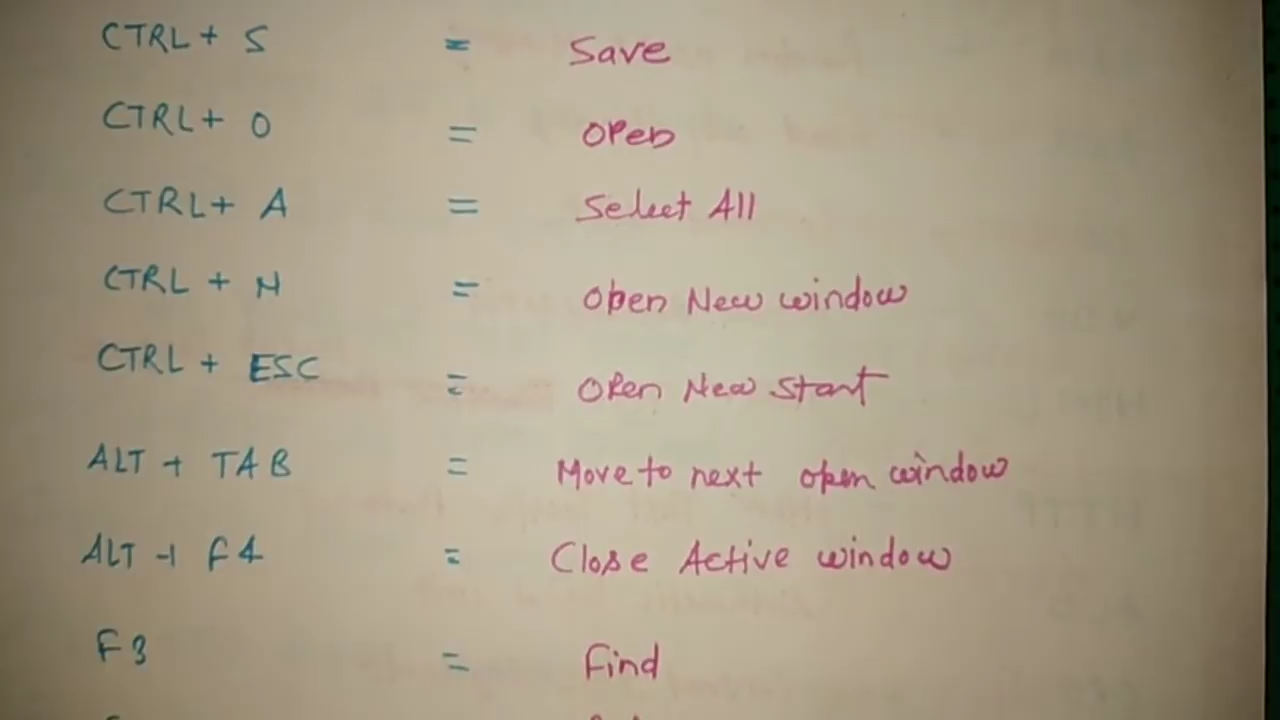 CTRL + S = Save
CTRL + O = Open
CTRL + A = Select All
CTRL + N = Open New window
CTRL + ESC = Open New Start
ALT + TAB = Move to next open window
ALT + F4 = Close Active window
F3 = Find